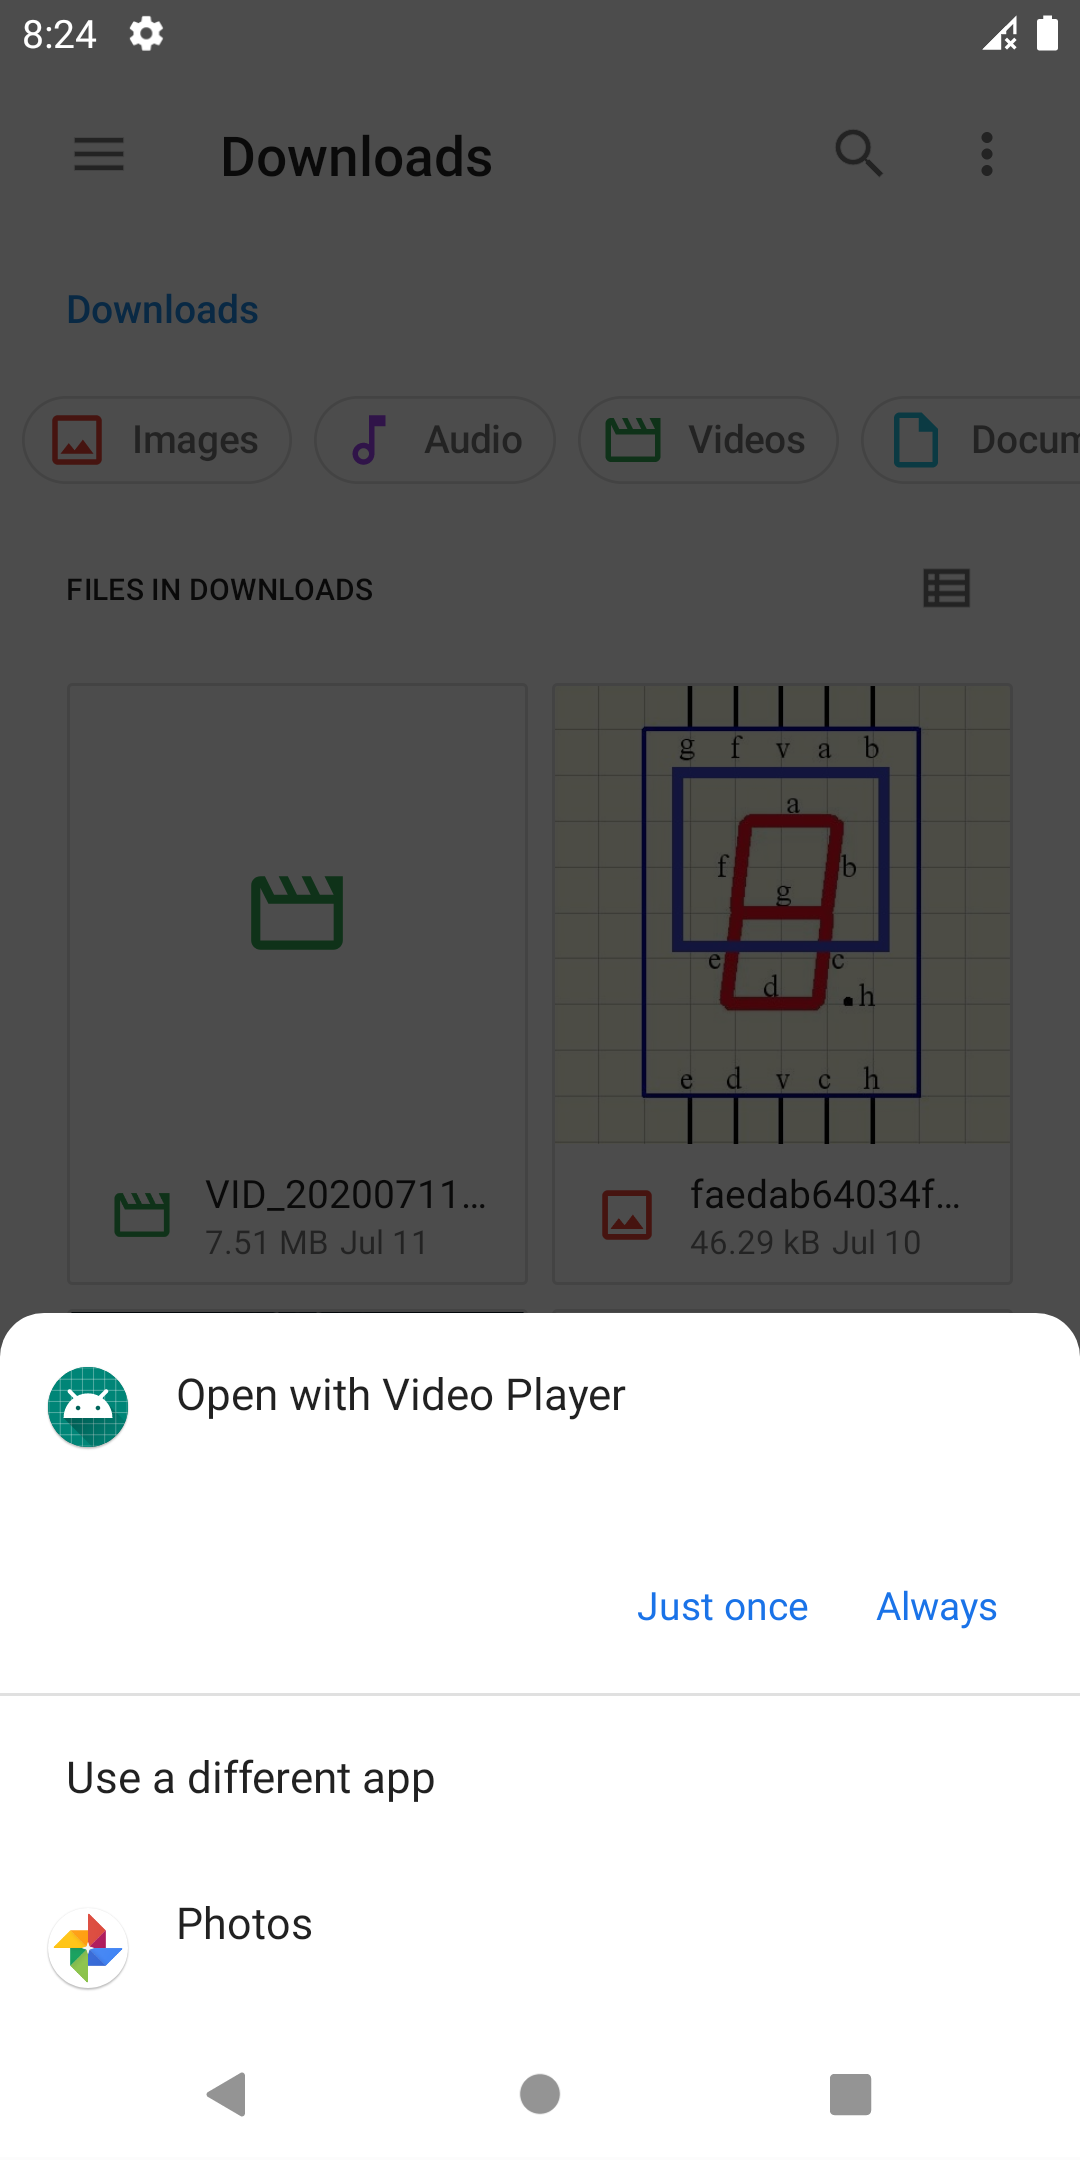 8:24
Downloads
Downloads
Images Audio Videos Docum
FILES IN DOWNLOADS
g f v a b
a
f b
g
e c
d .h
e d v c h
VID_20200711... faedab64034f...
7.51 MB Jul 11 46.29 kB Jul 10
Open with Video Player
Just once Always
Use a different app
Photos